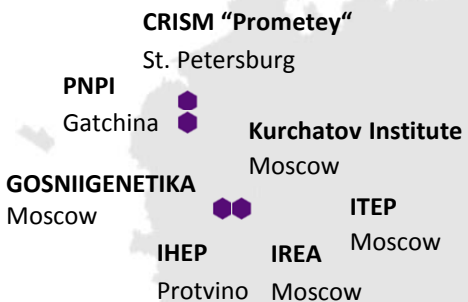 CRISM “Prometey“
St. Petersburg
PNPI
Gatchina
Kurchatov Institute
Moscow
GOSNIIGENETIKA
Moscow
ITEP
Moscow
IHEP
Protvino
IREA
Moscow